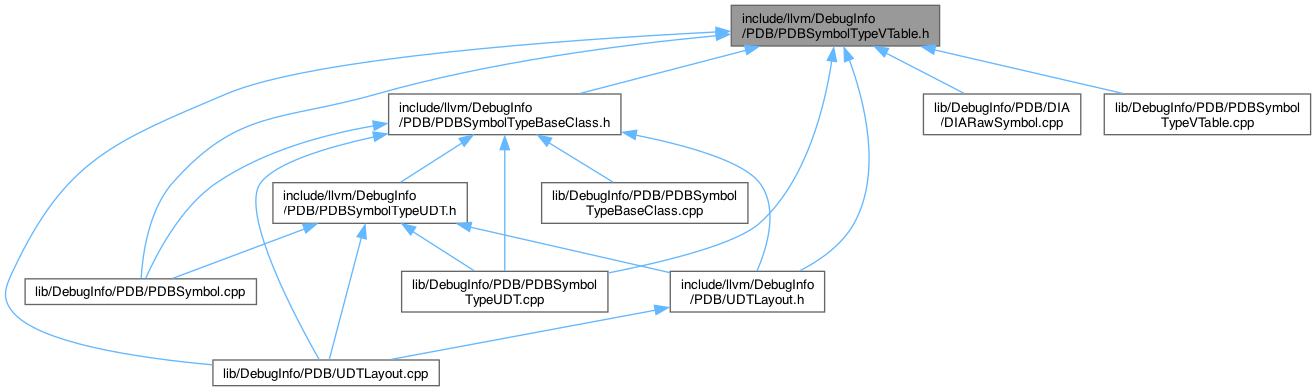 include/llvm/DebugInfo
/PDB/PDBSymbolTypeVTable.h
include/llvm/DebugInfo
/PDB/PDBSymbolTypeBaseClass.h
lib/DebugInfo/PDB/DIA
/DIARawSymbol.cpp
lib/DebugInfo/PDB/PDBSymbol
TypeVTable.cpp
include/llvm/DebugInfo
/PDB/PDBSymbolTypeUDT.h
lib/DebugInfo/PDB/PDBSymbol
TypeBaseClass.cpp
lib/DebugInfo/PDB/PDBSymbol.cpp
lib/DebugInfo/PDB/PDBSymbol
TypeUDT.cpp
include/llvm/DebugInfo
/PDB/UDTLayout.h
lib/DebugInfo/PDB/UDTLayout.cpp